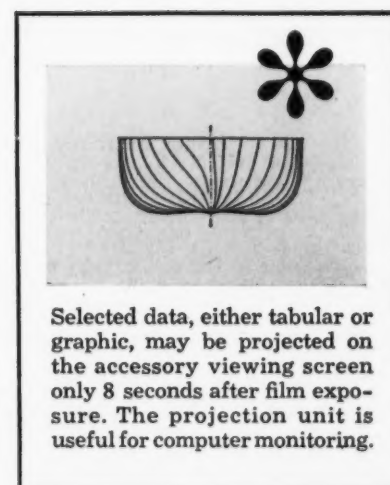 Selected data, either tabular or
graphic, may be projected on
the accessory viewing screen
only 8 seconds after film expo-
sure. The projection unit is
useful for computer monitoring.